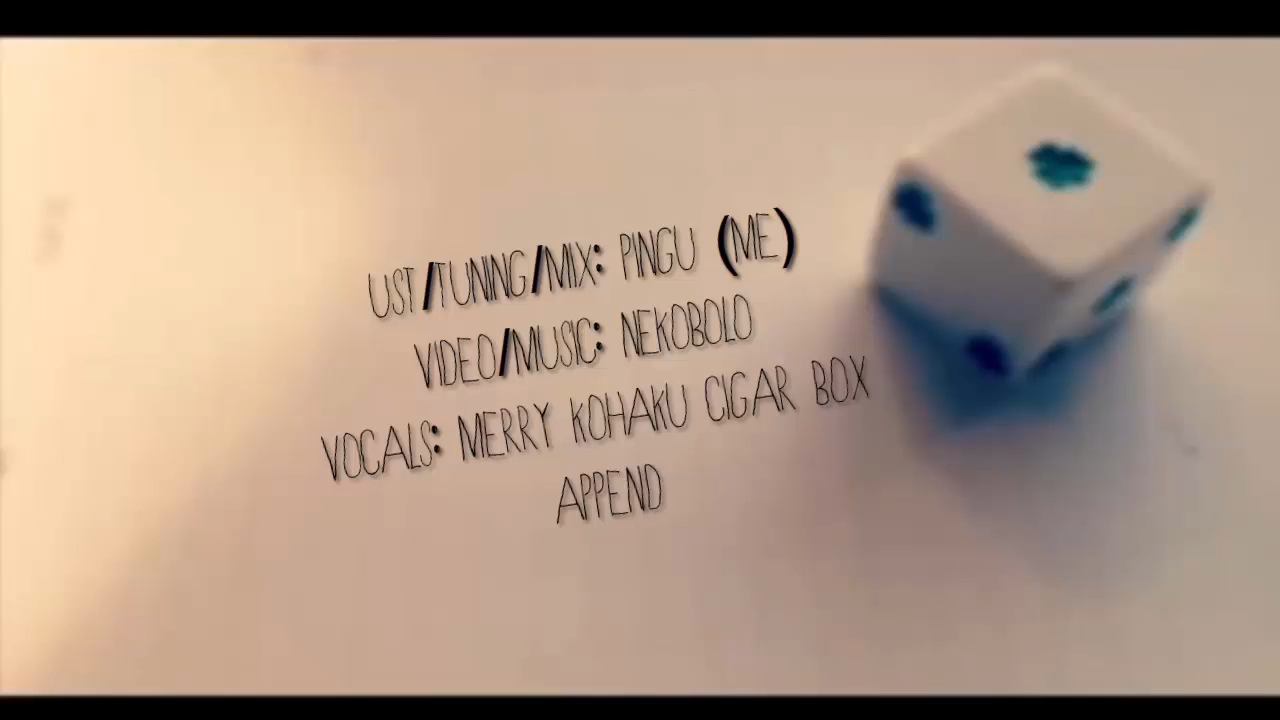 UST/TUNING/MIX: PINGU (ME)
VIDEO/MUSIC: NEKOBOLO
VOCALS: MERRY KOHAKU CIGAR BOX
APPEND